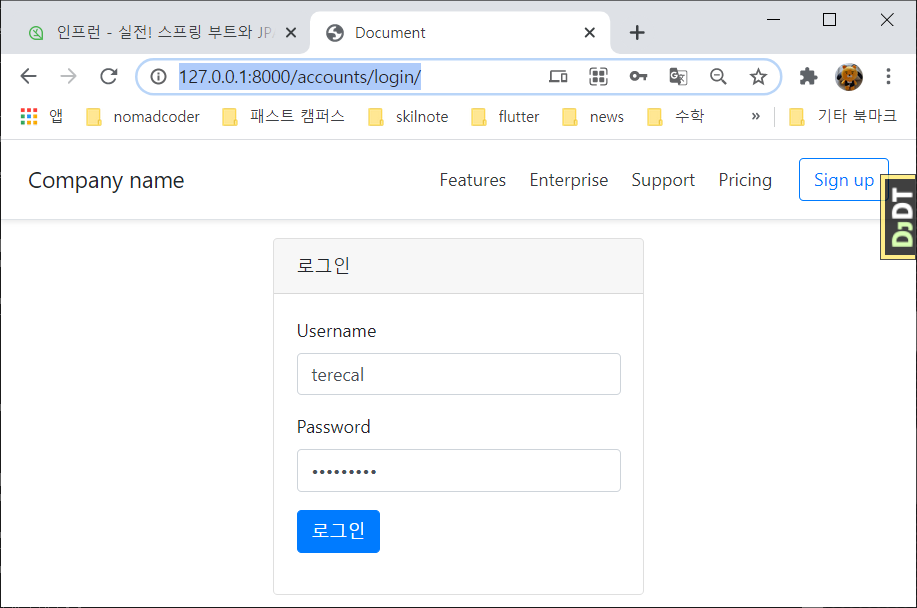 인프런 - 실전! 스프링 부트와 JPA
Document
127.0.0.1:8000/accounts/login/
앱 nomadcoder 패스트 캠퍼스 skilnote flutter news 수학 » 기타 북마크
Company name Features Enterprise Support Pricing Sign up
DjDT
로그인
Username
terecal
Password
•••••••••
로그인